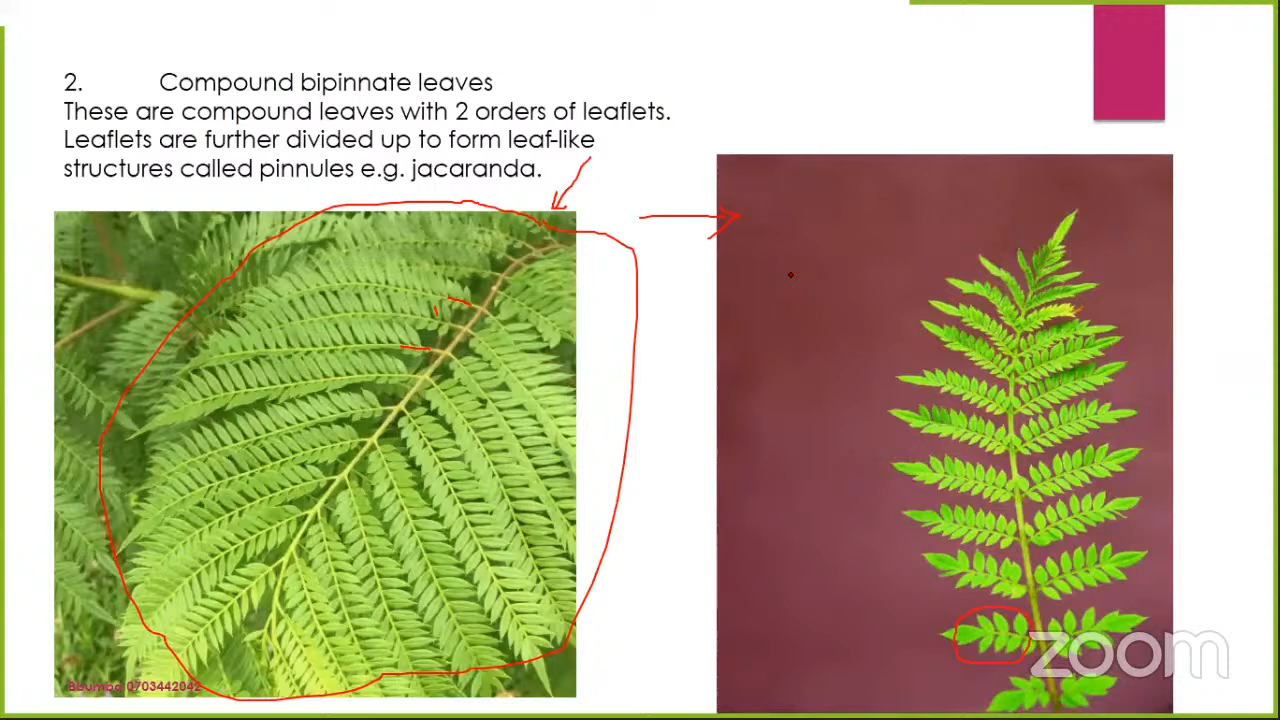 2. Compound bipinnate leaves
These are compound leaves with 2 orders of leaflets.
Leaflets are further divided up to form leaf-like
structures called pinnules e.g. jacaranda.
0703442042
zoom